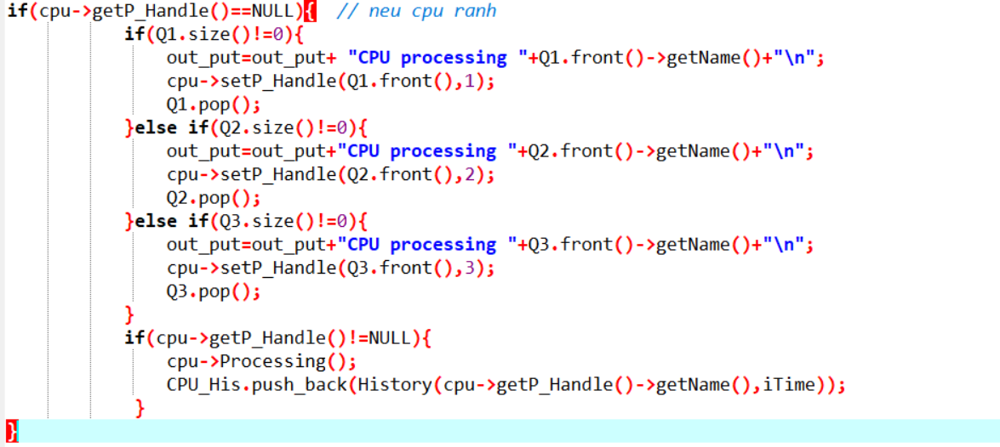 if(cpu->getP_Handle()==NULL){  // neu cpu ranh
if(Q1.size()!=0){
out_put=out_put+ "CPU processing "+Q1.front()->getName()+"\n";
cpu->setP_Handle(Q1.front(),1);
Q1.pop();
}else if(Q2.size()!=0){
out_put=out_put+"CPU processing "+Q2.front()->getName()+"\n";
cpu->setP_Handle(Q2.front(),2);
Q2.pop();
}else if(Q3.size()!=0){
out_put=out_put+"CPU processing "+Q3.front()->getName()+"\n";
cpu->setP_Handle(Q3.front(),3);
Q3.pop();
}
if(cpu->getP_Handle()!=NULL){
cpu->Processing();
CPU_His.push_back(History(cpu->getP_Handle()->getName(),iTime));
}
}